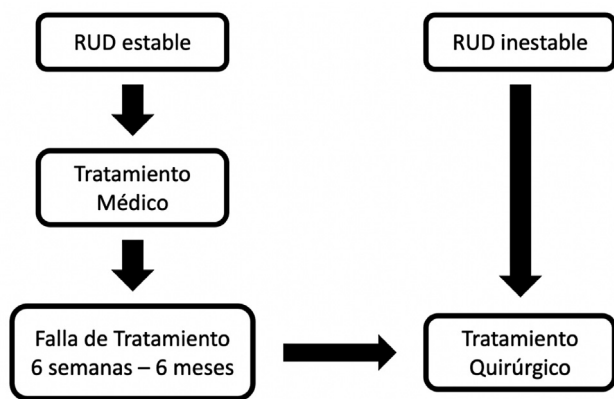 RUD estable
RUD inestable
Tratamiento
Médico
Falla de Tratamiento
6 semanas – 6 meses
Tratamiento
Quirúrgico